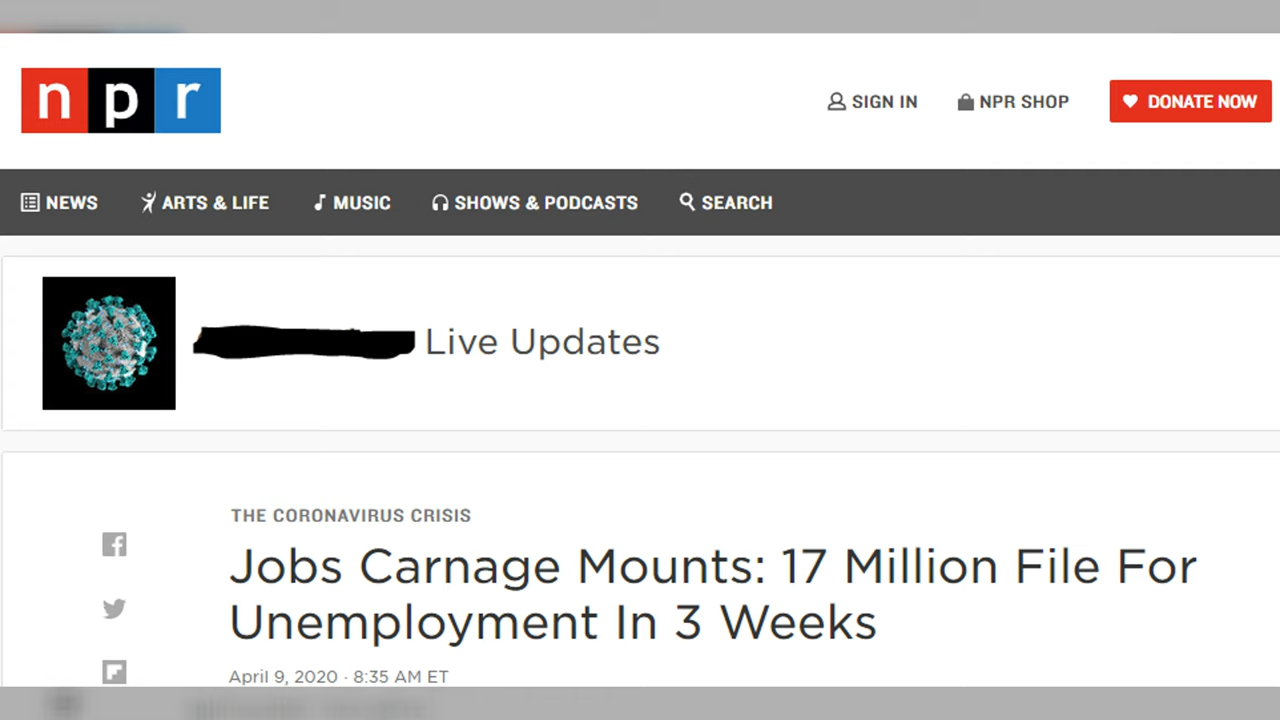 npr
SIGN IN
NPR SHOP
DONATE NOW
NEWS
ARTS & LIFE
MUSIC
SHOWS & PODCASTS
SEARCH
Live Updates
THE CORONAVIRUS CRISIS
Jobs Carnage Mounts: 17 Million File For
Unemployment In 3 Weeks
April 9, 2020 · 8:35 AM ET